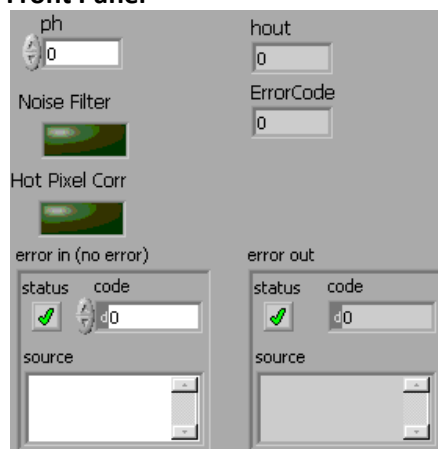 Front Panel
ph
0
hout
0
Noise Filter
ErrorCode
0
Hot Pixel Corr
error in (no error)
status code
d0
source
error out
status code
d0
source